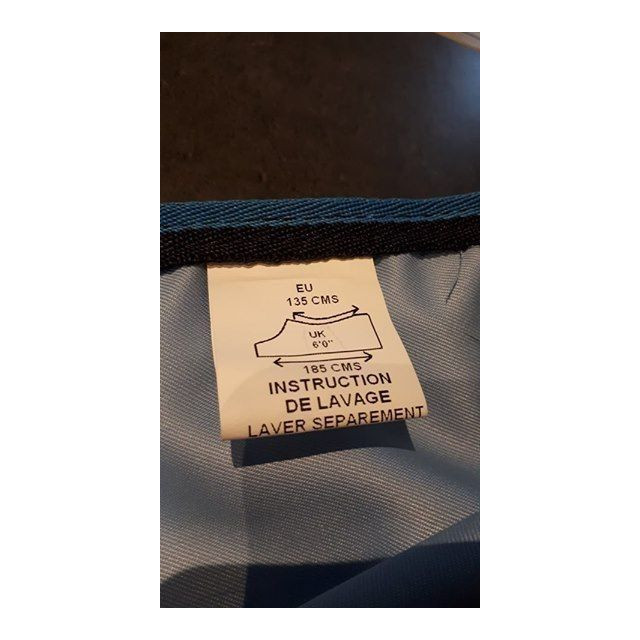 EU
135 CMS
UK
6'0"
185 CMS
INSTRUCTION
DE LAVAGE
LAVER SEPAREMENT